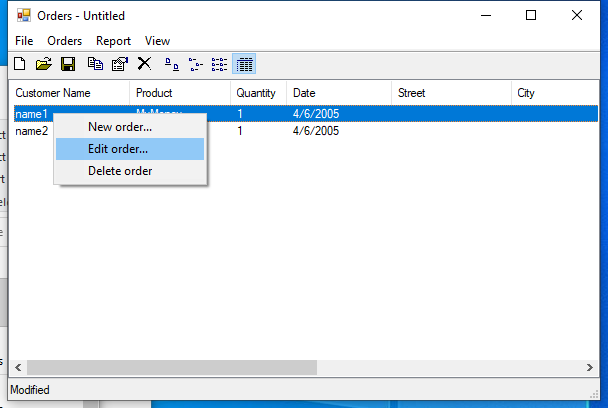 Orders - Untitled
File Orders Report View
Customer Name Product Quantity Date Street City
name1 MyMoney 1 4/6/2005
name2 1 4/6/2005
New order...
Edit order...
Delete order
Modified